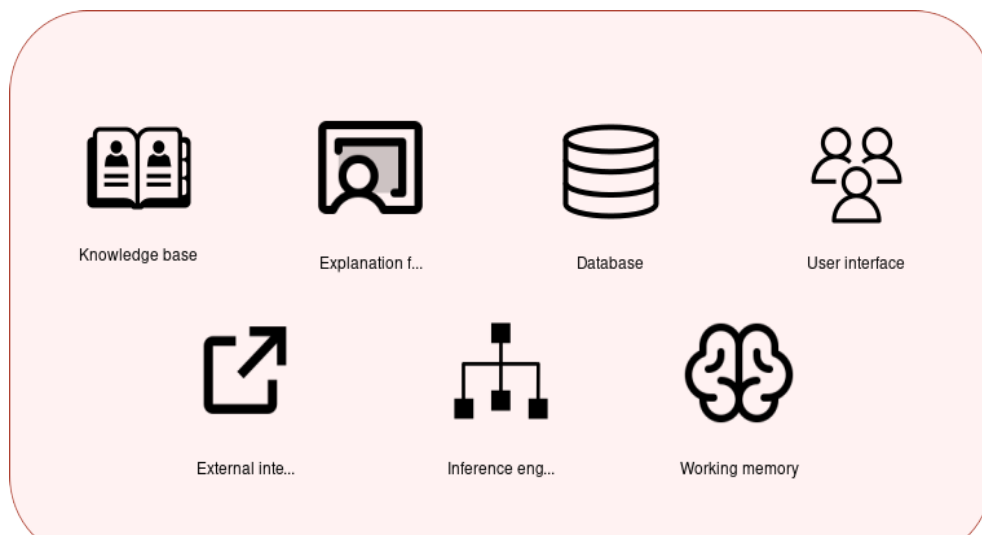 Knowledge base
Explanation f...
Database
User interface
External inte...
Inference eng...
Working memory